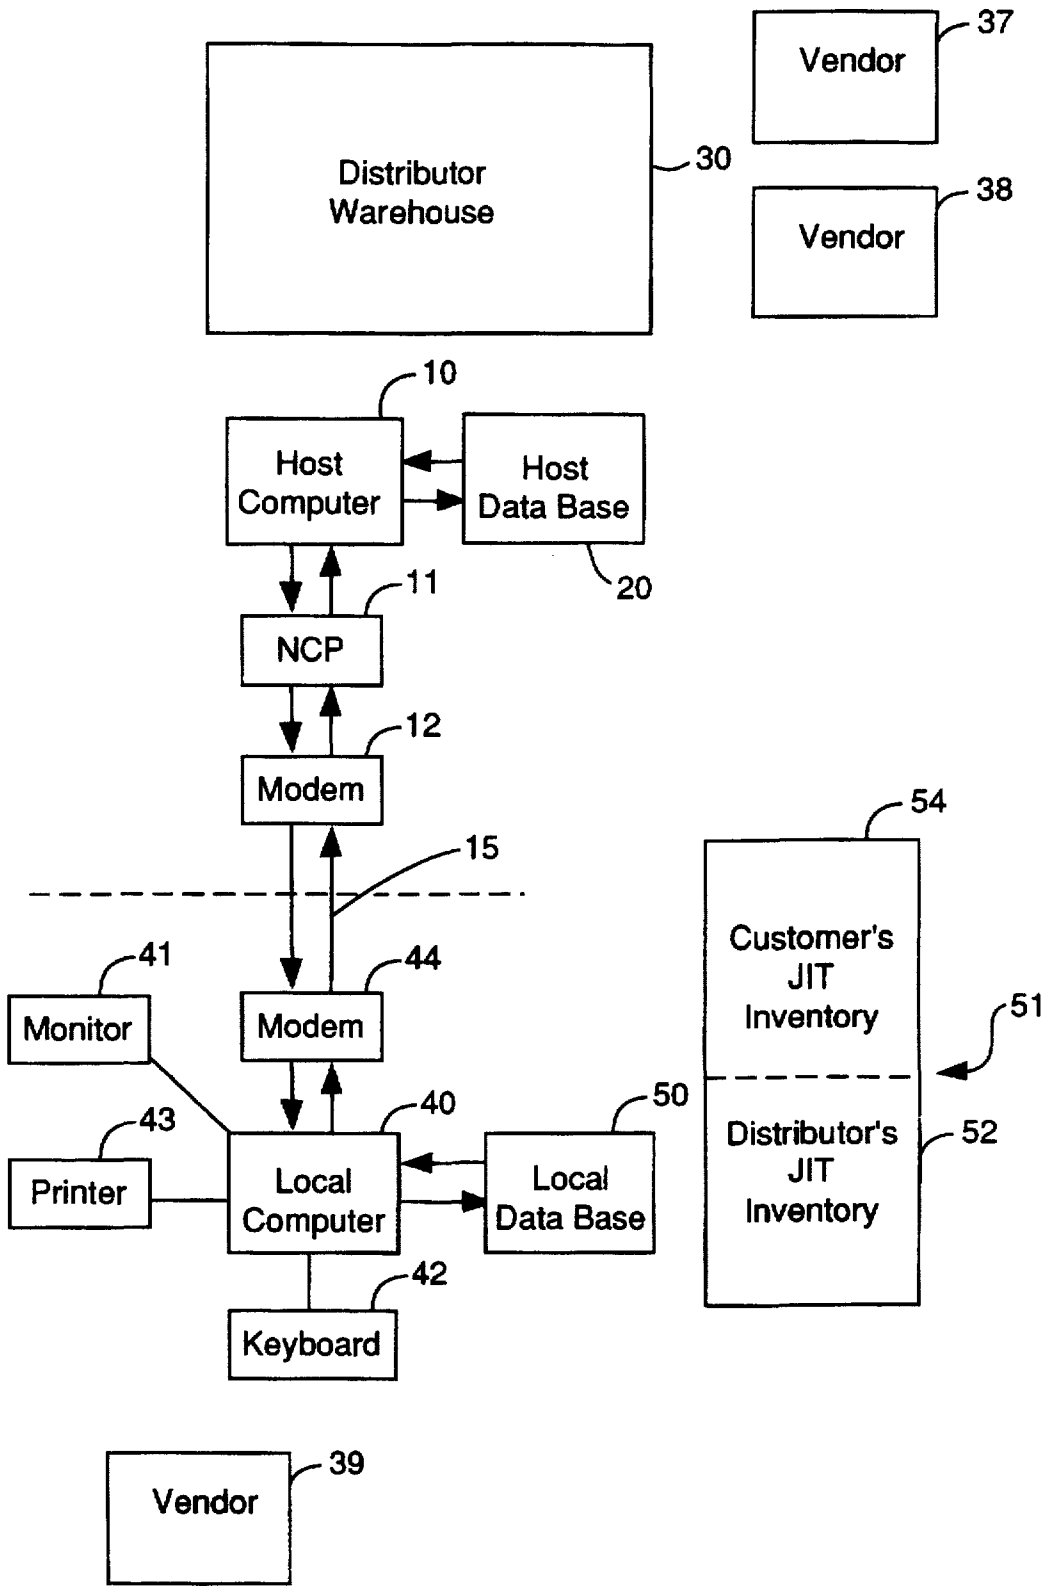 37
Vendor
30
Distributor
Warehouse
38
Vendor
10
Host
Computer
Host
Data Base
20
11
NCP
12
Modem
15
54
Customer's
JIT
Inventory
51
Distributor's
JIT
Inventory
52
41
Monitor
44
Modem
43
Printer
40
Local
Computer
50
Local
Data Base
42
Keyboard
39
Vendor